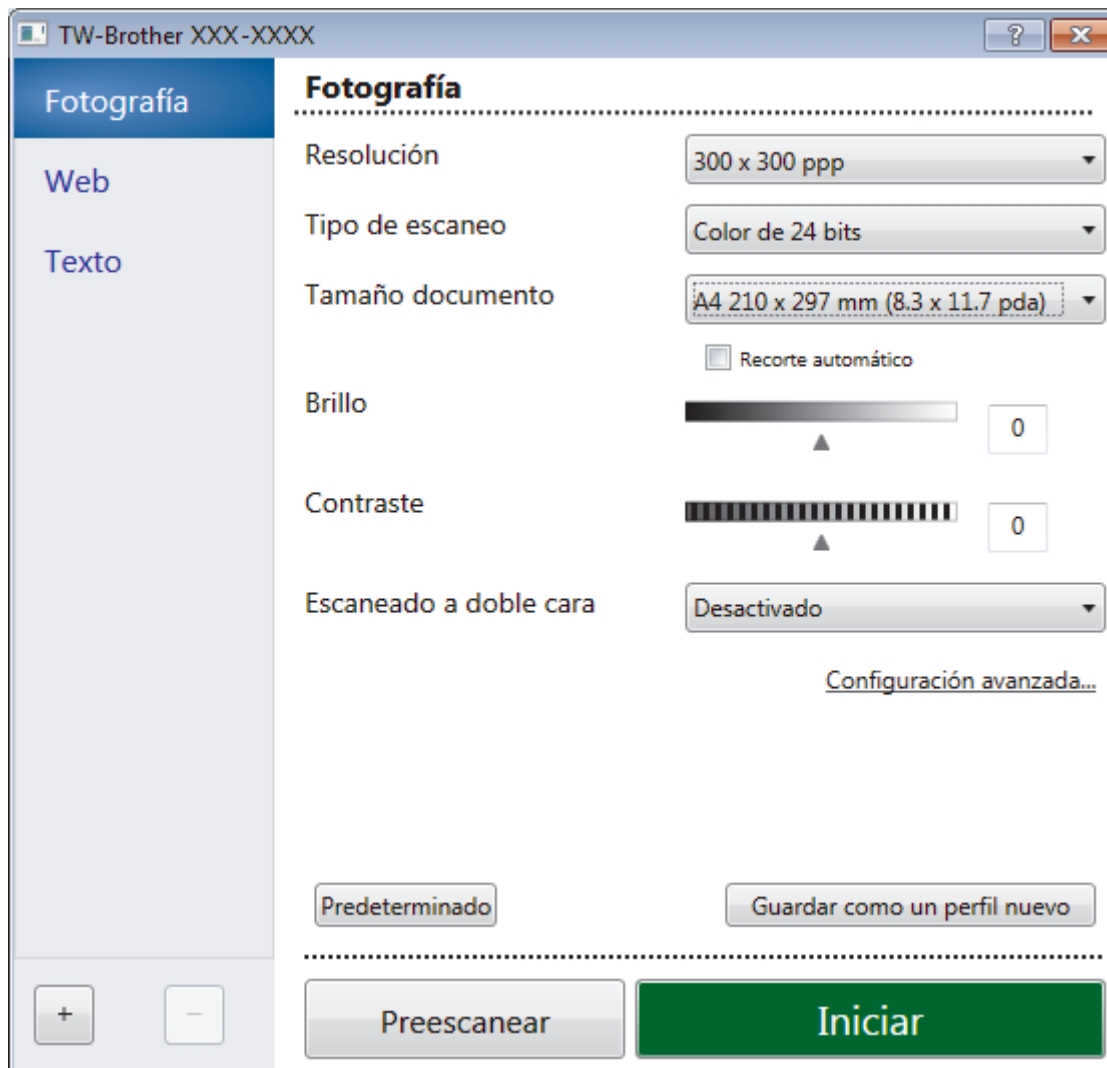 TW-Brother XXX-XXXX
?
Fotografía
Web
Texto
Fotografía
Resolución
300 x 300 ppp
Tipo de escaneo
Color de 24 bits
Tamaño documento
A4 210 x 297 mm (8.3 x 11.7 pda)
Recorte automático
Brillo
0
Contraste
0
Escaneado a doble cara
Desactivado
Configuración avanzada...
Predeterminado
Guardar como un perfil nuevo
+
−
Preescanear
Iniciar